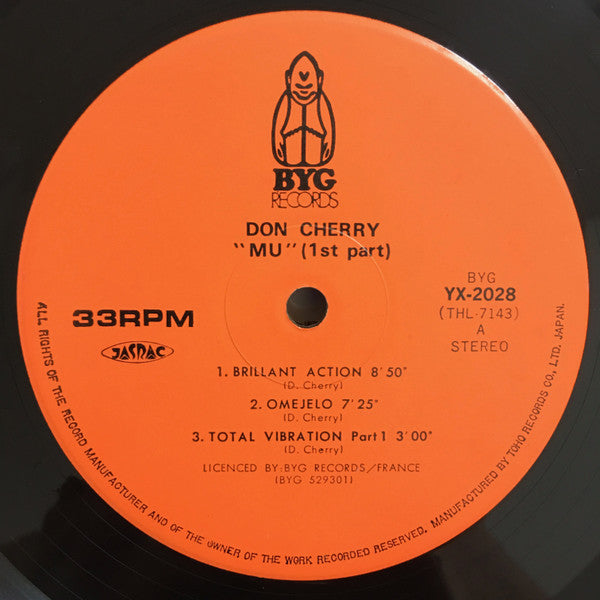 BYG
RECORDS
DON CHERRY
"MU" (1st part)
BYG
YX-2028
(THL-7143)
A
STEREO
33RPM
JASRAC
1. BRILLANT ACTION 8'50"
(D. Cherry)
2. OMEJELO 7'25"
(D. Cherry)
3. TOTAL VIBRATION Part 1 3'00"
(D. Cherry)
LICENCED BY:BYG RECORDS/FRANCE
(BYG 529301)
ALL RIGHTS OF THE RECORD MANUFACTURER AND OF THE OWNER OF THE WORK RECORDED RESERVED. MANUFACTURED BY TOHO RECORDS CO., LTD. JAPAN.